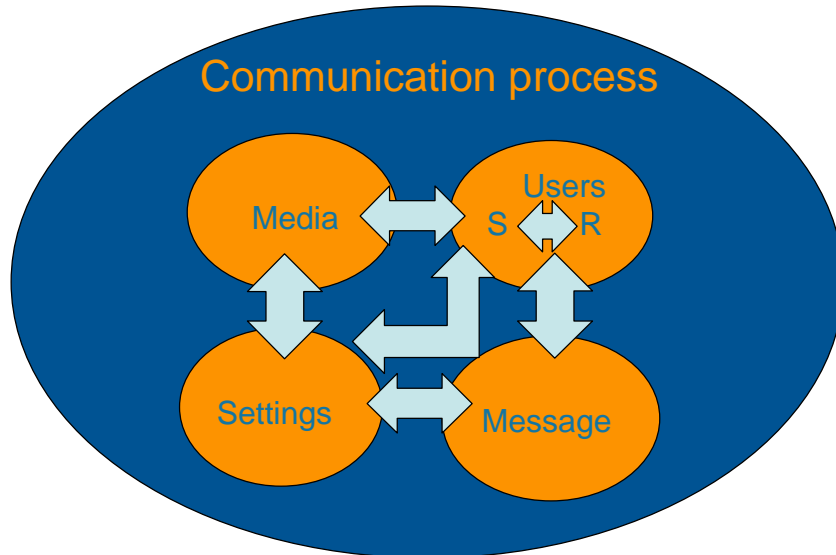 Communication process
Media
Users
S R
Settings
Message